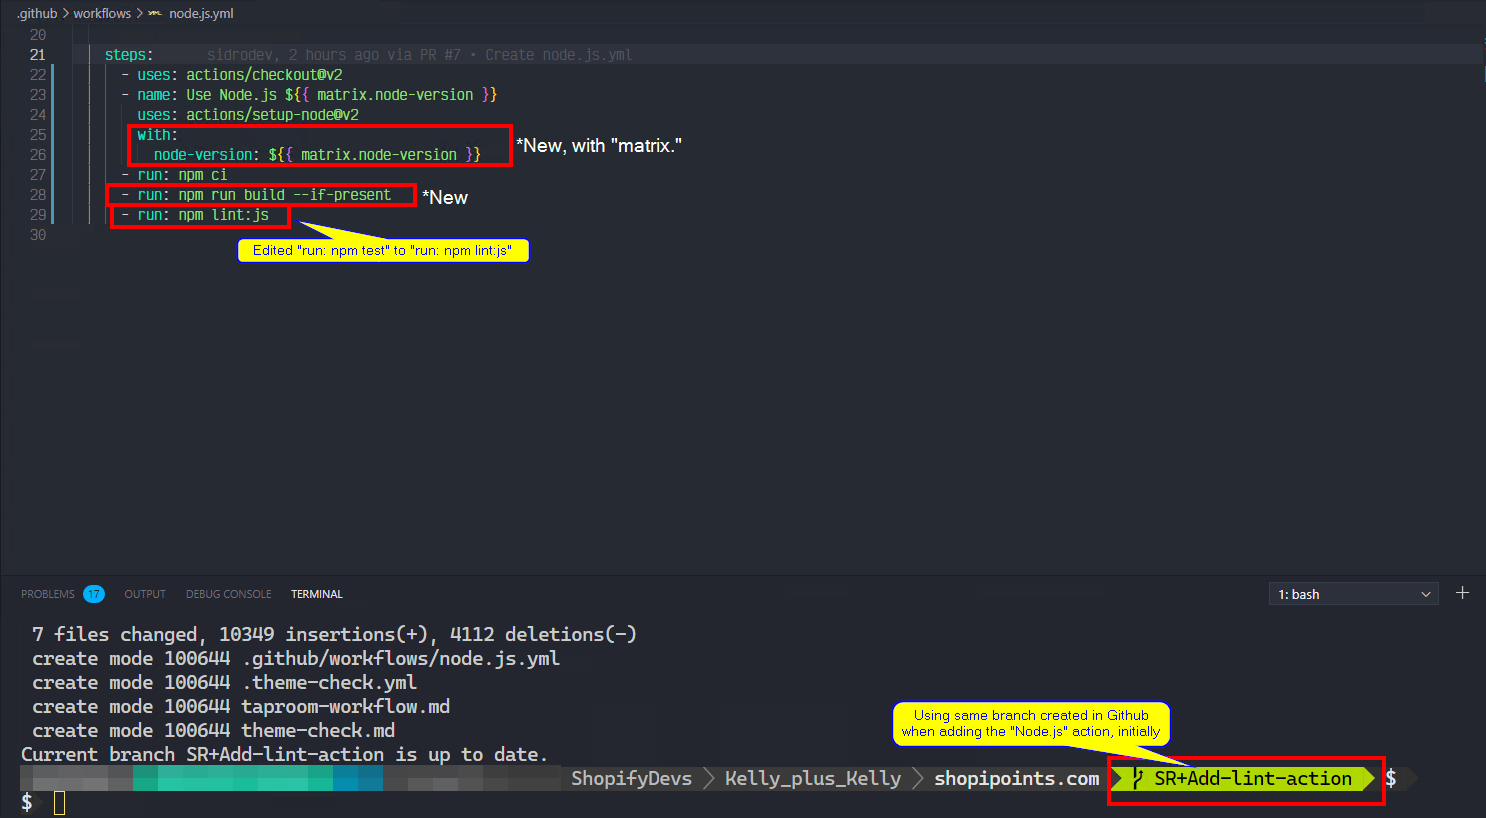 .github > workflows > node.js.yml
20
21 steps: sidrodev, 2 hours ago via PR #7 • Create node.js.yml
22 - uses: actions/checkout@v2
23 - name: Use Node.js ${{ matrix.node-version }}
24 uses: actions/setup-node@v2
25 with:
26 node-version: ${{ matrix.node-version }}
*New, with "matrix."
27 - run: npm ci
28 - run: npm run build --if-present
*New
29 - run: npm lint:js
30
Edited "run: npm test" to "run: npm lint:js"
PROBLEMS 17 OUTPUT DEBUG CONSOLE TERMINAL 1: bash
7 files changed, 10349 insertions(+), 4112 deletions(-)
create mode 100644 .github/workflows/node.js.yml
create mode 100644 .theme-check.yml
create mode 100644 taproom-workflow.md
create mode 100644 theme-check.md
Current branch SR+Add-lint-action is up to date.
Using same branch created in Github
when adding the "Node.js" action, initially
ShopifyDevs > Kelly_plus_Kelly > shopipoints.com SR+Add-lint-action $
$